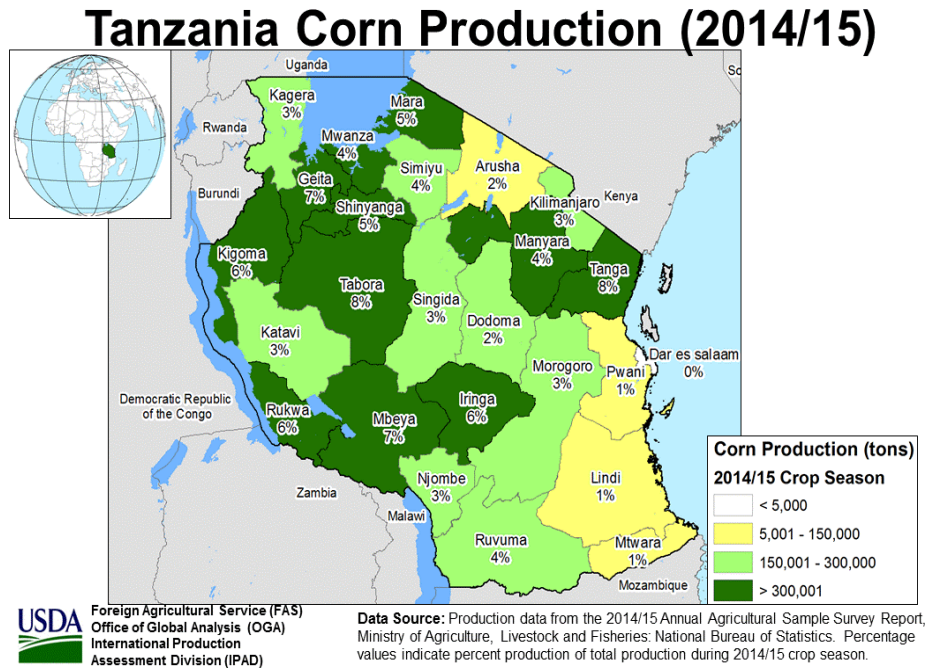 Tanzania Corn Production (2014/15)
Uganda
So
Kagera
3%
Mara
5%
Rwanda
Mwanza
4%
Simiyu
4%
Arusha
2%
Geita
7%
Burundi
Shinyanga
5%
Kilimanjaro
3%
Kenya
Kigoma
6%
Manyara
4%
Tanga
8%
Tabora
8%
Singida
3%
Dodoma
2%
Katavi
3%
Morogoro
3%
Pwani
1%
Dar es salaam
0%
Democratic Republic
of the Congo
Rukwa
6%
Mbeya
7%
Iringa
6%
Njombe
3%
Lindi
1%
Zambia
Malawi
Ruvuma
4%
Mtwara
1%
Mozambique
Corn Production (tons)
2014/15 Crop Season
< 5,000
5,001 - 150,000
150,001 - 300,000
> 300,001
USDA
Foreign Agricultural Service (FAS)
Office of Global Analysis (OGA)
International Production
Assessment Division (IPAD)
Data Source: Production data from the 2014/15 Annual Agricultural Sample Survey Report,
Ministry of Agriculture, Livestock and Fisheries: National Bureau of Statistics. Percentage
values indicate percent production of total production during 2014/15 crop season.